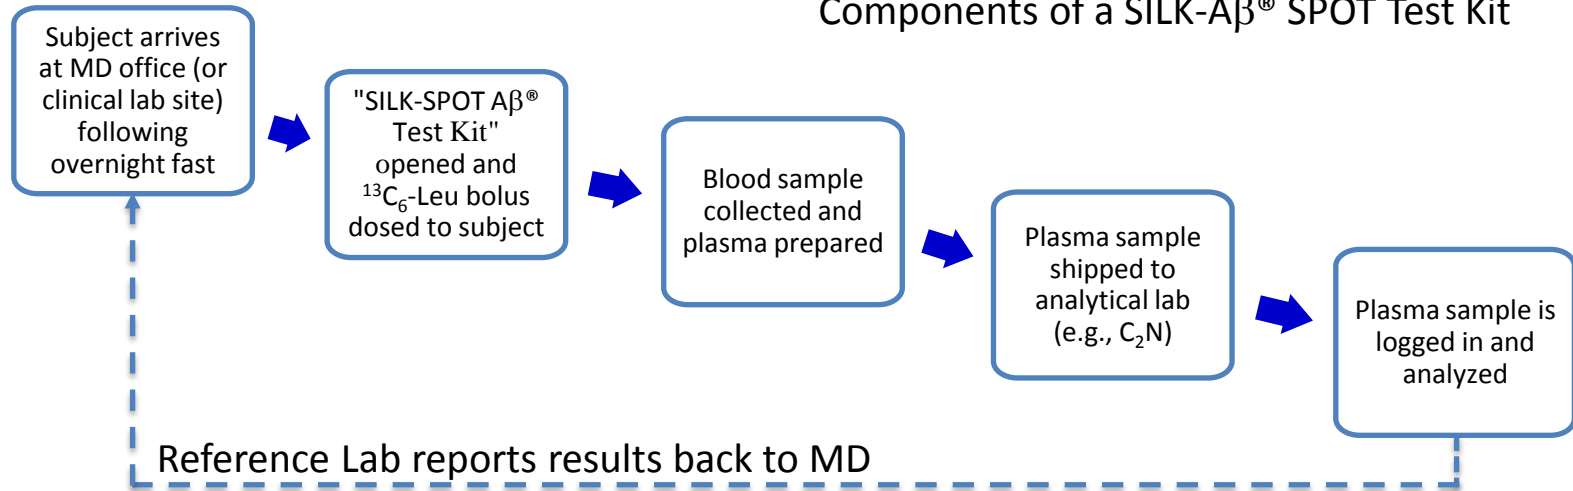 Components of a SILK-Aβ® SPOT Test Kit
Subject arrives
at MD office (or
clinical lab site)
following
overnight fast
"SILK-SPOT Aβ®
Test Kit"
opened and
¹³C₆-Leu bolus
dosed to subject
Blood sample
collected and
plasma prepared
Plasma sample
shipped to
analytical lab
(e.g., C₂N)
Plasma sample is
logged in and
analyzed
Reference Lab reports results back to MD